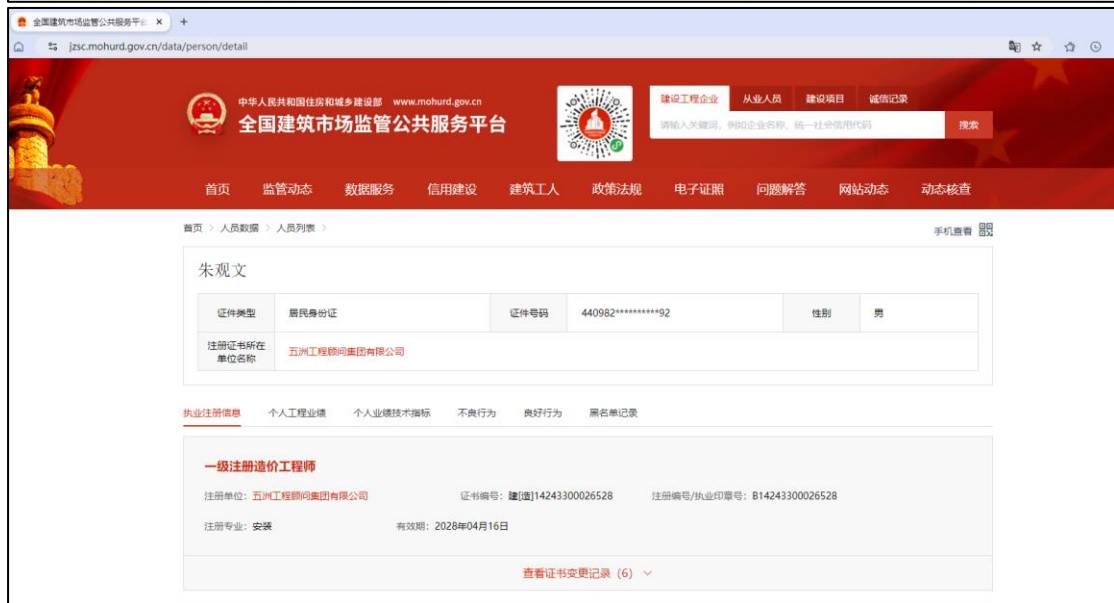 全国建筑市场监管公共服务平台
jzsc.mohurd.gov.cn/data/person/detail
中华人民共和国住房和城乡建设部 www.mohurd.gov.cn
全国建筑市场监管公共服务平台
建设工程企业 从业人员 建设项目 诚信记录
请输入关键词，例如企业名称，统一社会信用代码 搜索
首页 监管动态 数据服务 信用建设 建筑工人 政策法规 电子证照 问题解答 网站动态 动态核查
首页 > 人员数据 > 人员列表 >
手机查看
朱观文
证件类型 居民身份证 证件号码 440982**********92 性别 男
注册证书所在
单位名称
五洲工程顾问集团有限公司
执业注册信息 个人工程业绩 个人业绩技术指标 不良行为 良好行为 黑名单记录
一级注册造价工程师
注册单位：五洲工程顾问集团有限公司 证书编号：建[造]14243300026528 注册编号/执业印章号：B14243300026528
注册专业：安装 有效期：2028年04月16日
查看证书变更记录（6）